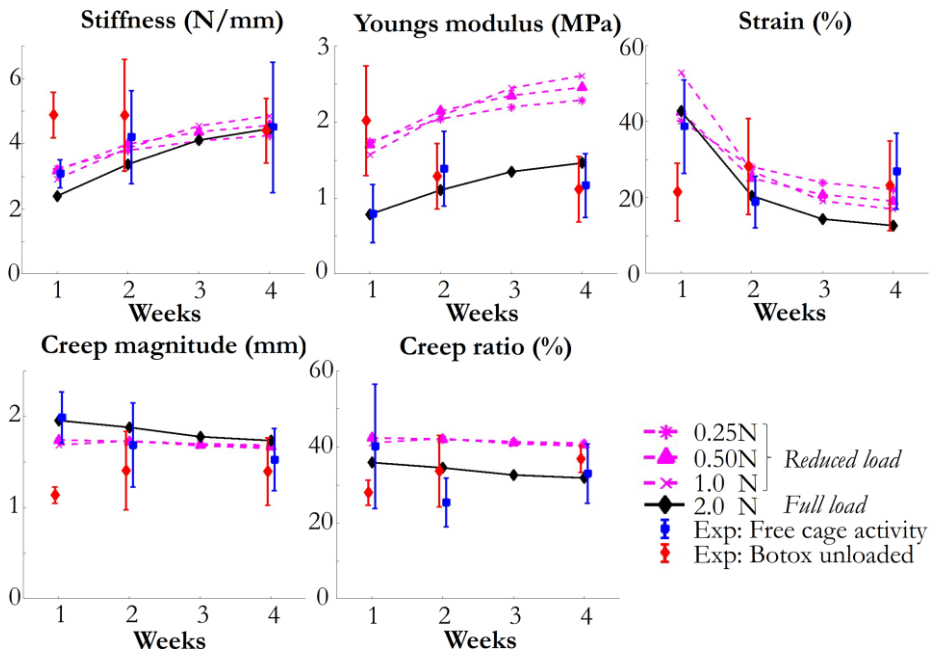 Stiffness (N/mm)
6
4
2
0
1 2 3 4
Weeks
Youngs modulus (MPa)
3
2
1
0
1 2 3 4
Weeks
Strain (%)
60
40
20
0
1 2 3 4
Weeks
Creep magnitude (mm)
2
1
0
1 2 3 4
Weeks
Creep ratio (%)
60
40
20
0
1 2 3 4
Weeks
0.25N
0.50N Reduced load
1.0 N
2.0 N Full load
Exp: Free cage activity
Exp: Botox unloaded